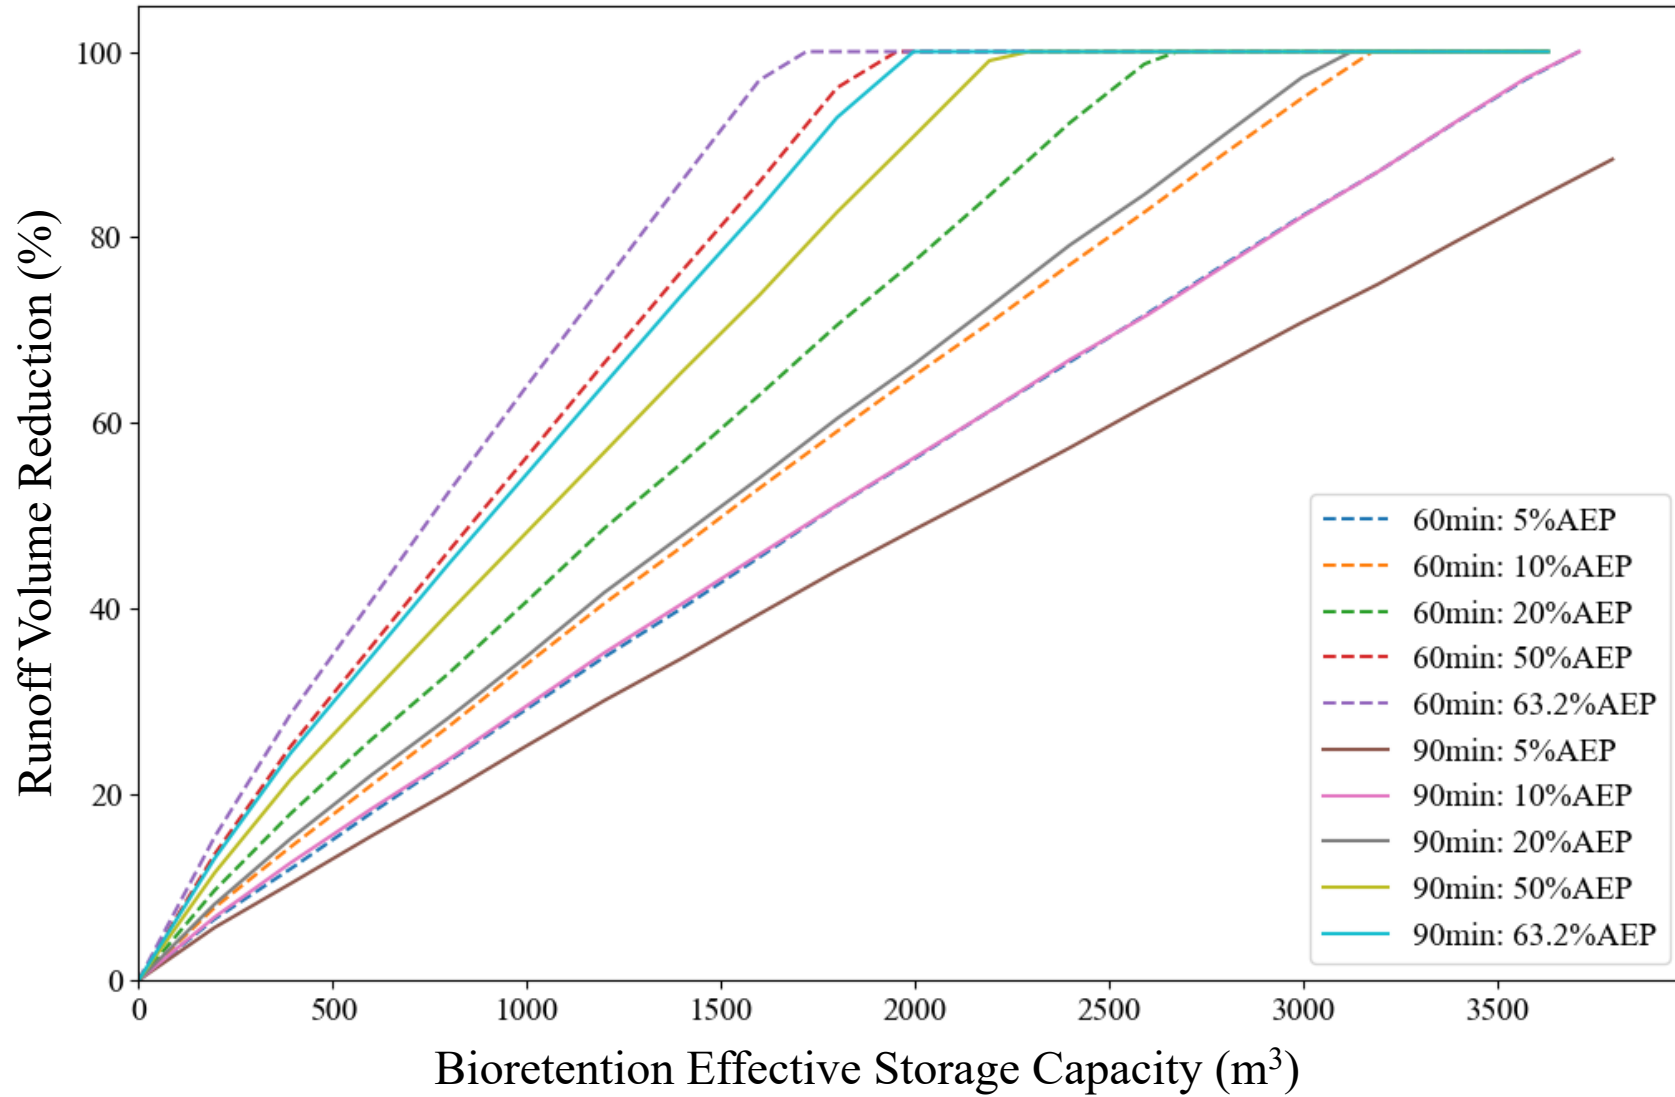 Runoff Volume Reduction (%)
100
80
60
40
20
0
0 500 1000 1500 2000 2500 3000 3500
Bioretention Effective Storage Capacity (m³)
60min: 5%AEP
60min: 10%AEP
60min: 20%AEP
60min: 50%AEP
60min: 63.2%AEP
90min: 5%AEP
90min: 10%AEP
90min: 20%AEP
90min: 50%AEP
90min: 63.2%AEP